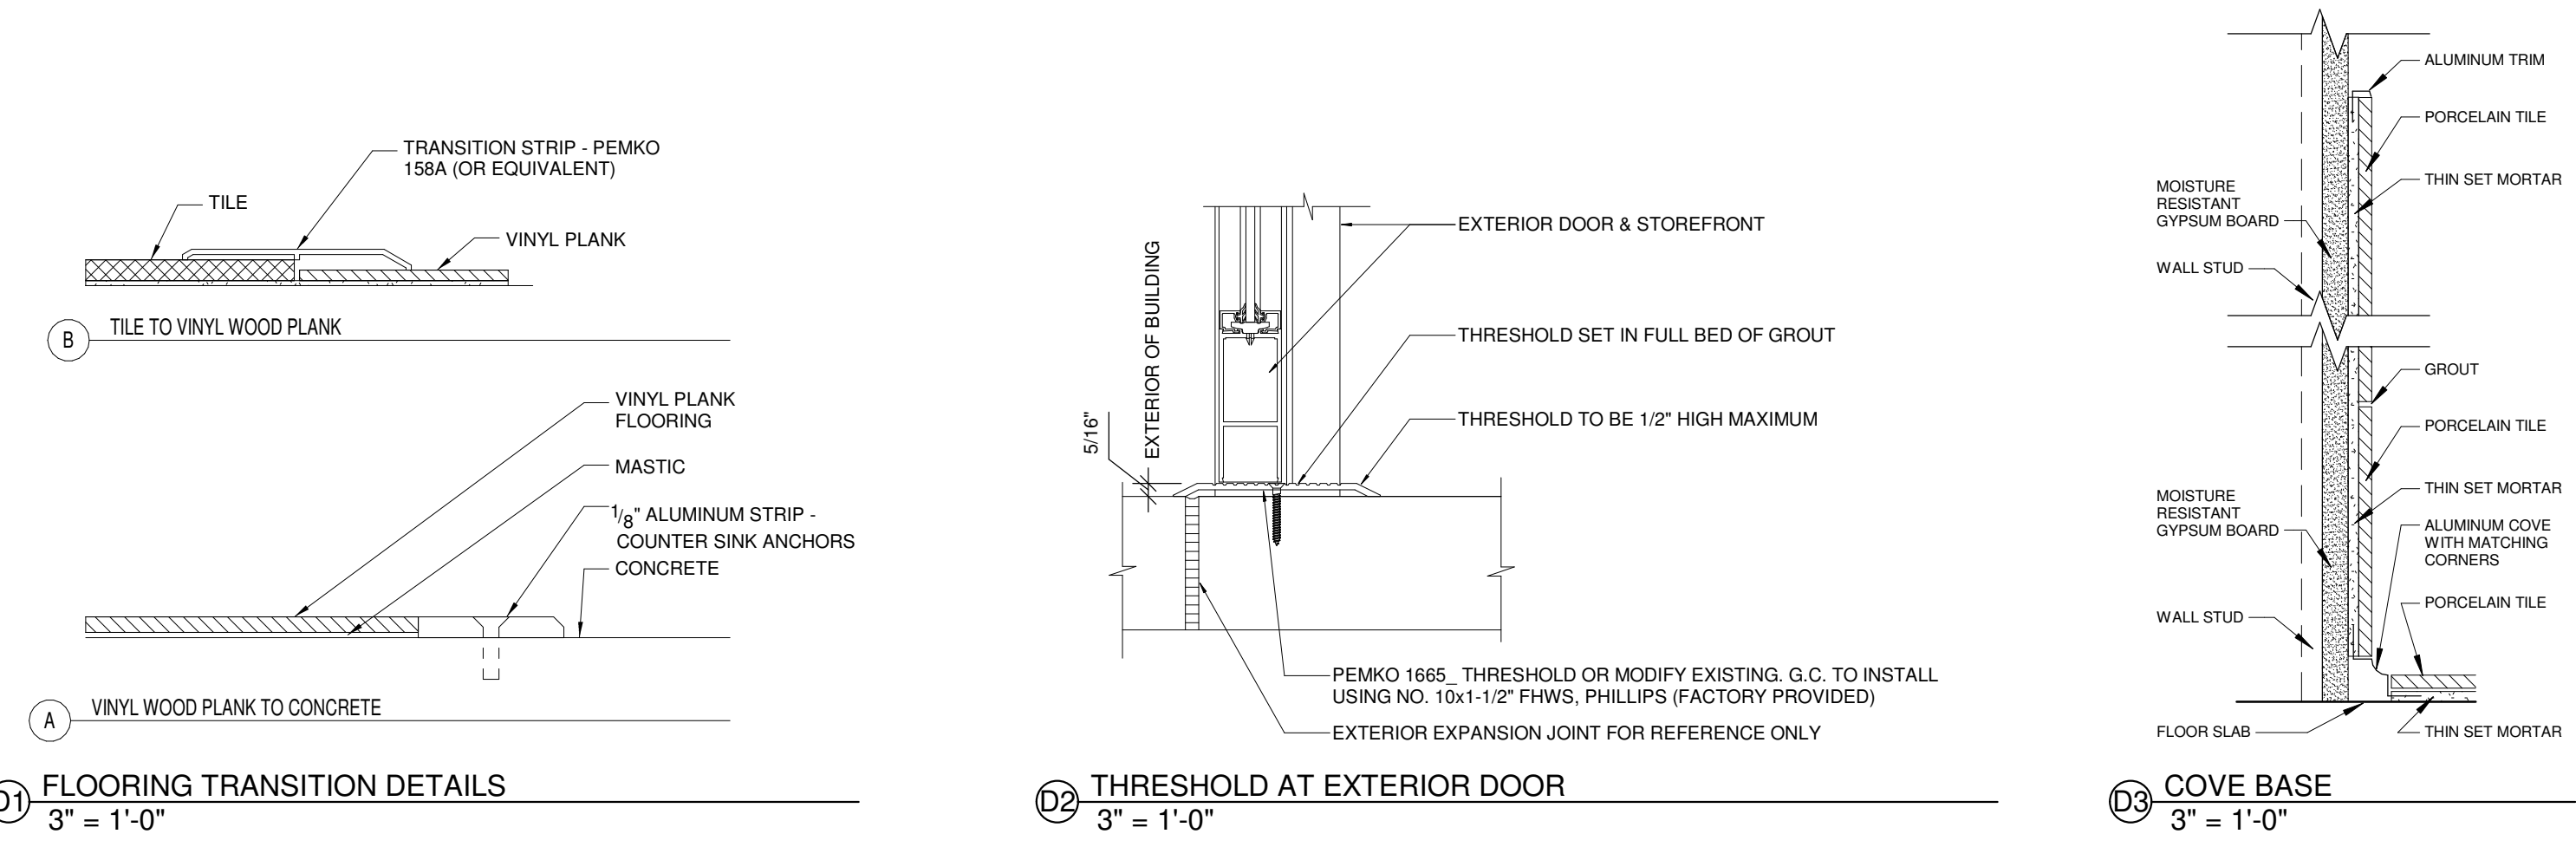 TRANSITION STRIP - PEMKO
158A (OR EQUIVALENT)
TILE
VINYL PLANK
B
TILE TO VINYL WOOD PLANK
VINYL PLANK
FLOORING
MASTIC
1/8" ALUMINUM STRIP -
COUNTER SINK ANCHORS
CONCRETE
A
VINYL WOOD PLANK TO CONCRETE
D1
FLOORING TRANSITION DETAILS
3" = 1'-0"
EXTERIOR OF BUILDING
5/16"
EXTERIOR DOOR & STOREFRONT
THRESHOLD SET IN FULL BED OF GROUT
THRESHOLD TO BE 1/2" HIGH MAXIMUM
PEMKO 1665_ THRESHOLD OR MODIFY EXISTING. G.C. TO INSTALL
USING NO. 10x1-1/2" FHWS, PHILLIPS (FACTORY PROVIDED)
EXTERIOR EXPANSION JOINT FOR REFERENCE ONLY
D2
THRESHOLD AT EXTERIOR DOOR
3" = 1'-0"
ALUMINUM TRIM
PORCELAIN TILE
THIN SET MORTAR
MOISTURE
RESISTANT
GYPSUM BOARD
WALL STUD
GROUT
PORCELAIN TILE
THIN SET MORTAR
MOISTURE
RESISTANT
GYPSUM BOARD
ALUMINUM COVE
WITH MATCHING
CORNERS
PORCELAIN TILE
WALL STUD
FLOOR SLAB
THIN SET MORTAR
D3
COVE BASE
3" = 1'-0"